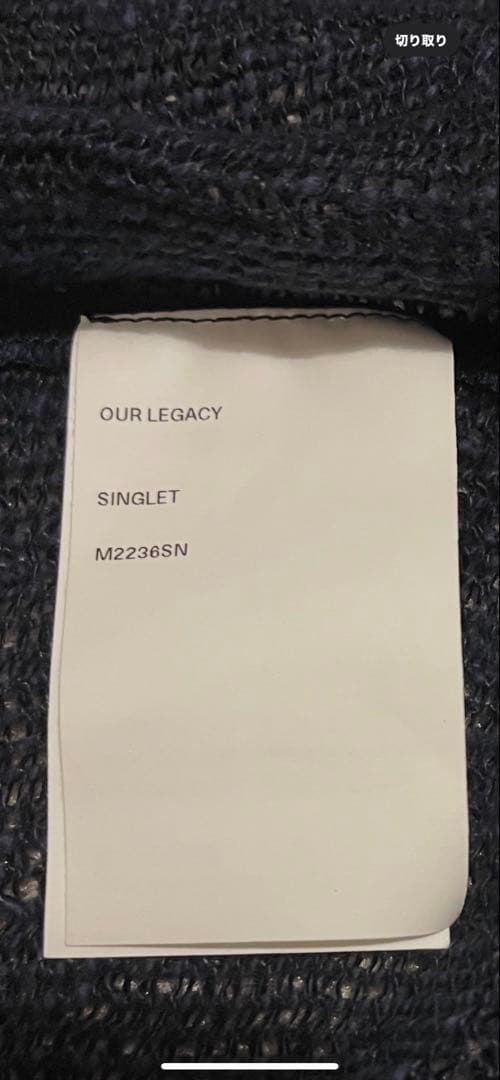 切り取り
OUR LEGACY
SINGLET
M2236SN